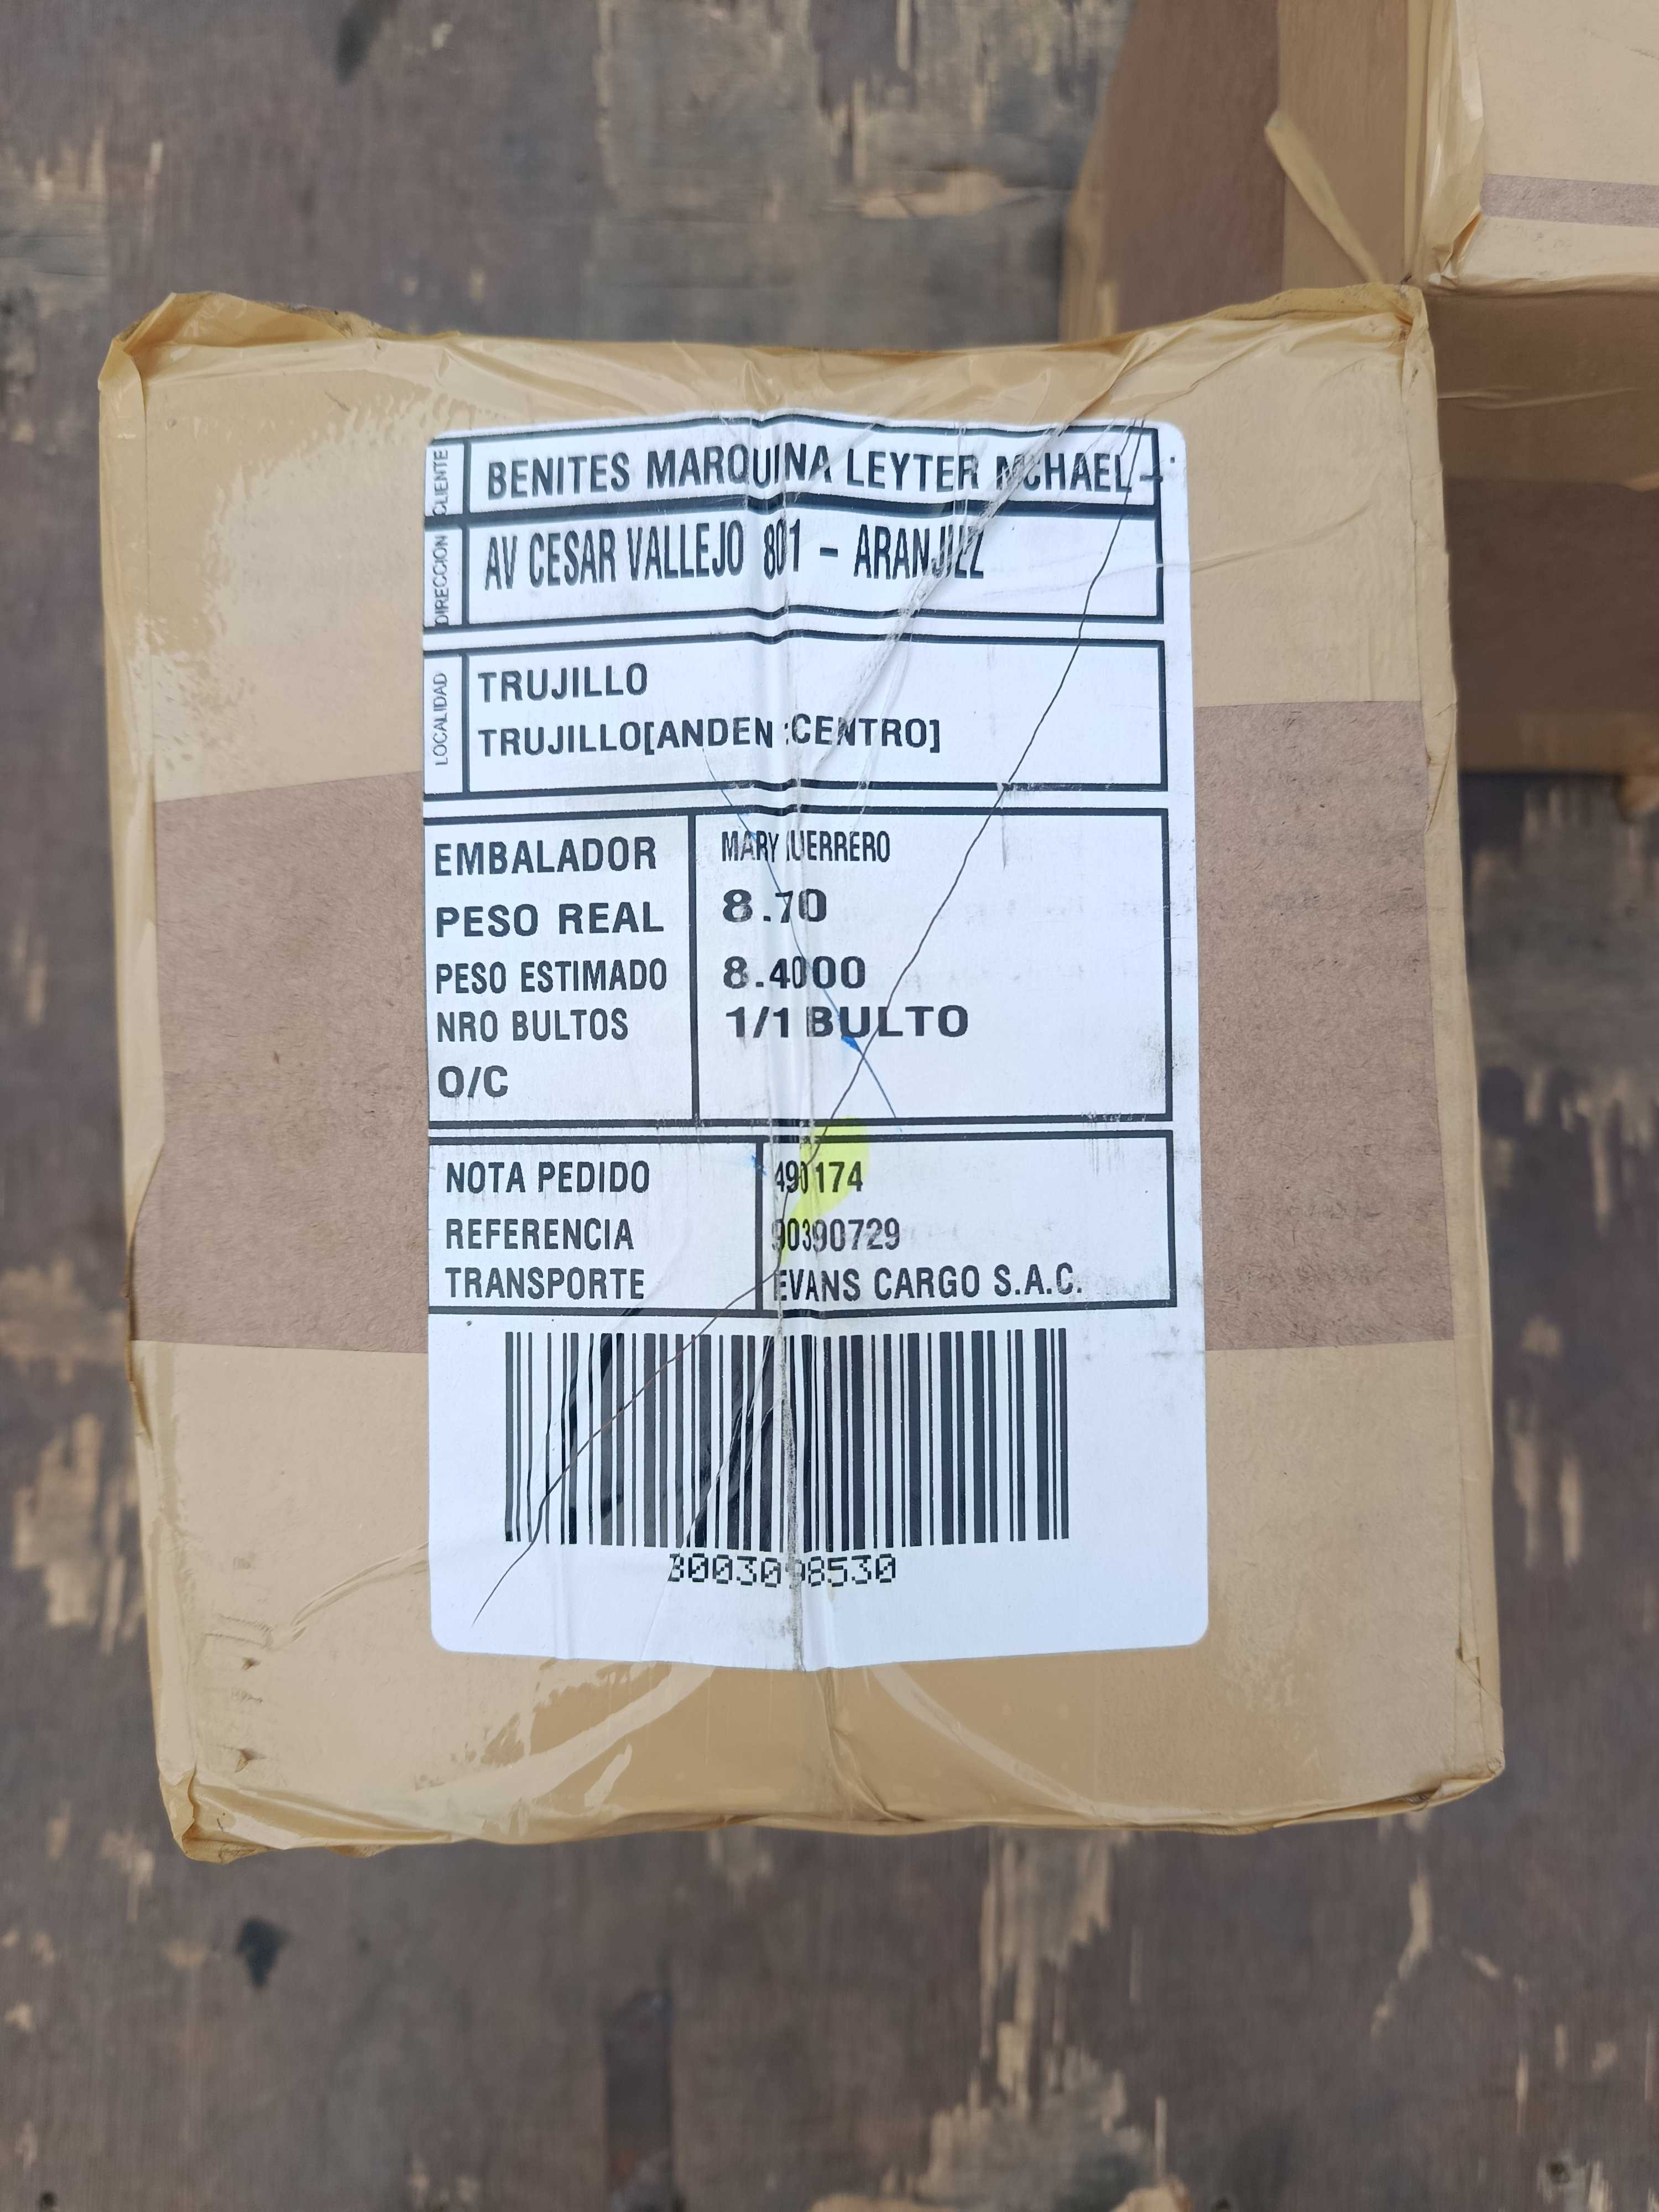 CLIENTE BENITES MARQUINA LEYTER MCHAEL -
DIRECCION AV CESAR VALLEJO 801 - ARANJUEZ
LOCALIDAD TRUJILLO
TRUJILLO[ANDEN :CENTRO]
EMBALADOR MARY GUERRERO
PESO REAL 8.70
PESO ESTIMADO 8.4000
NRO BULTOS 1/1 BULTO
O/C
NOTA PEDIDO 490174
REFERENCIA 90390729
TRANSPORTE EVANS CARGO S.A.C.
3003098530